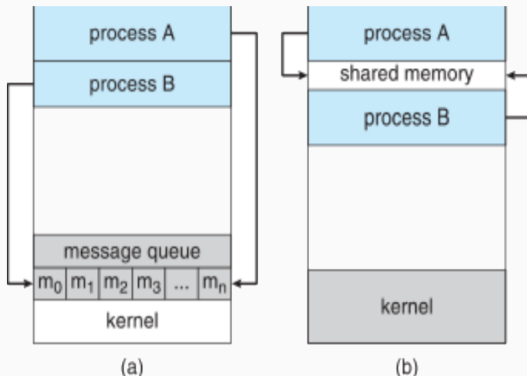 process A
process B
message queue
m0 m1 m2 m3 ... mn
kernel
(a)
process A
shared memory
process B
kernel
(b)